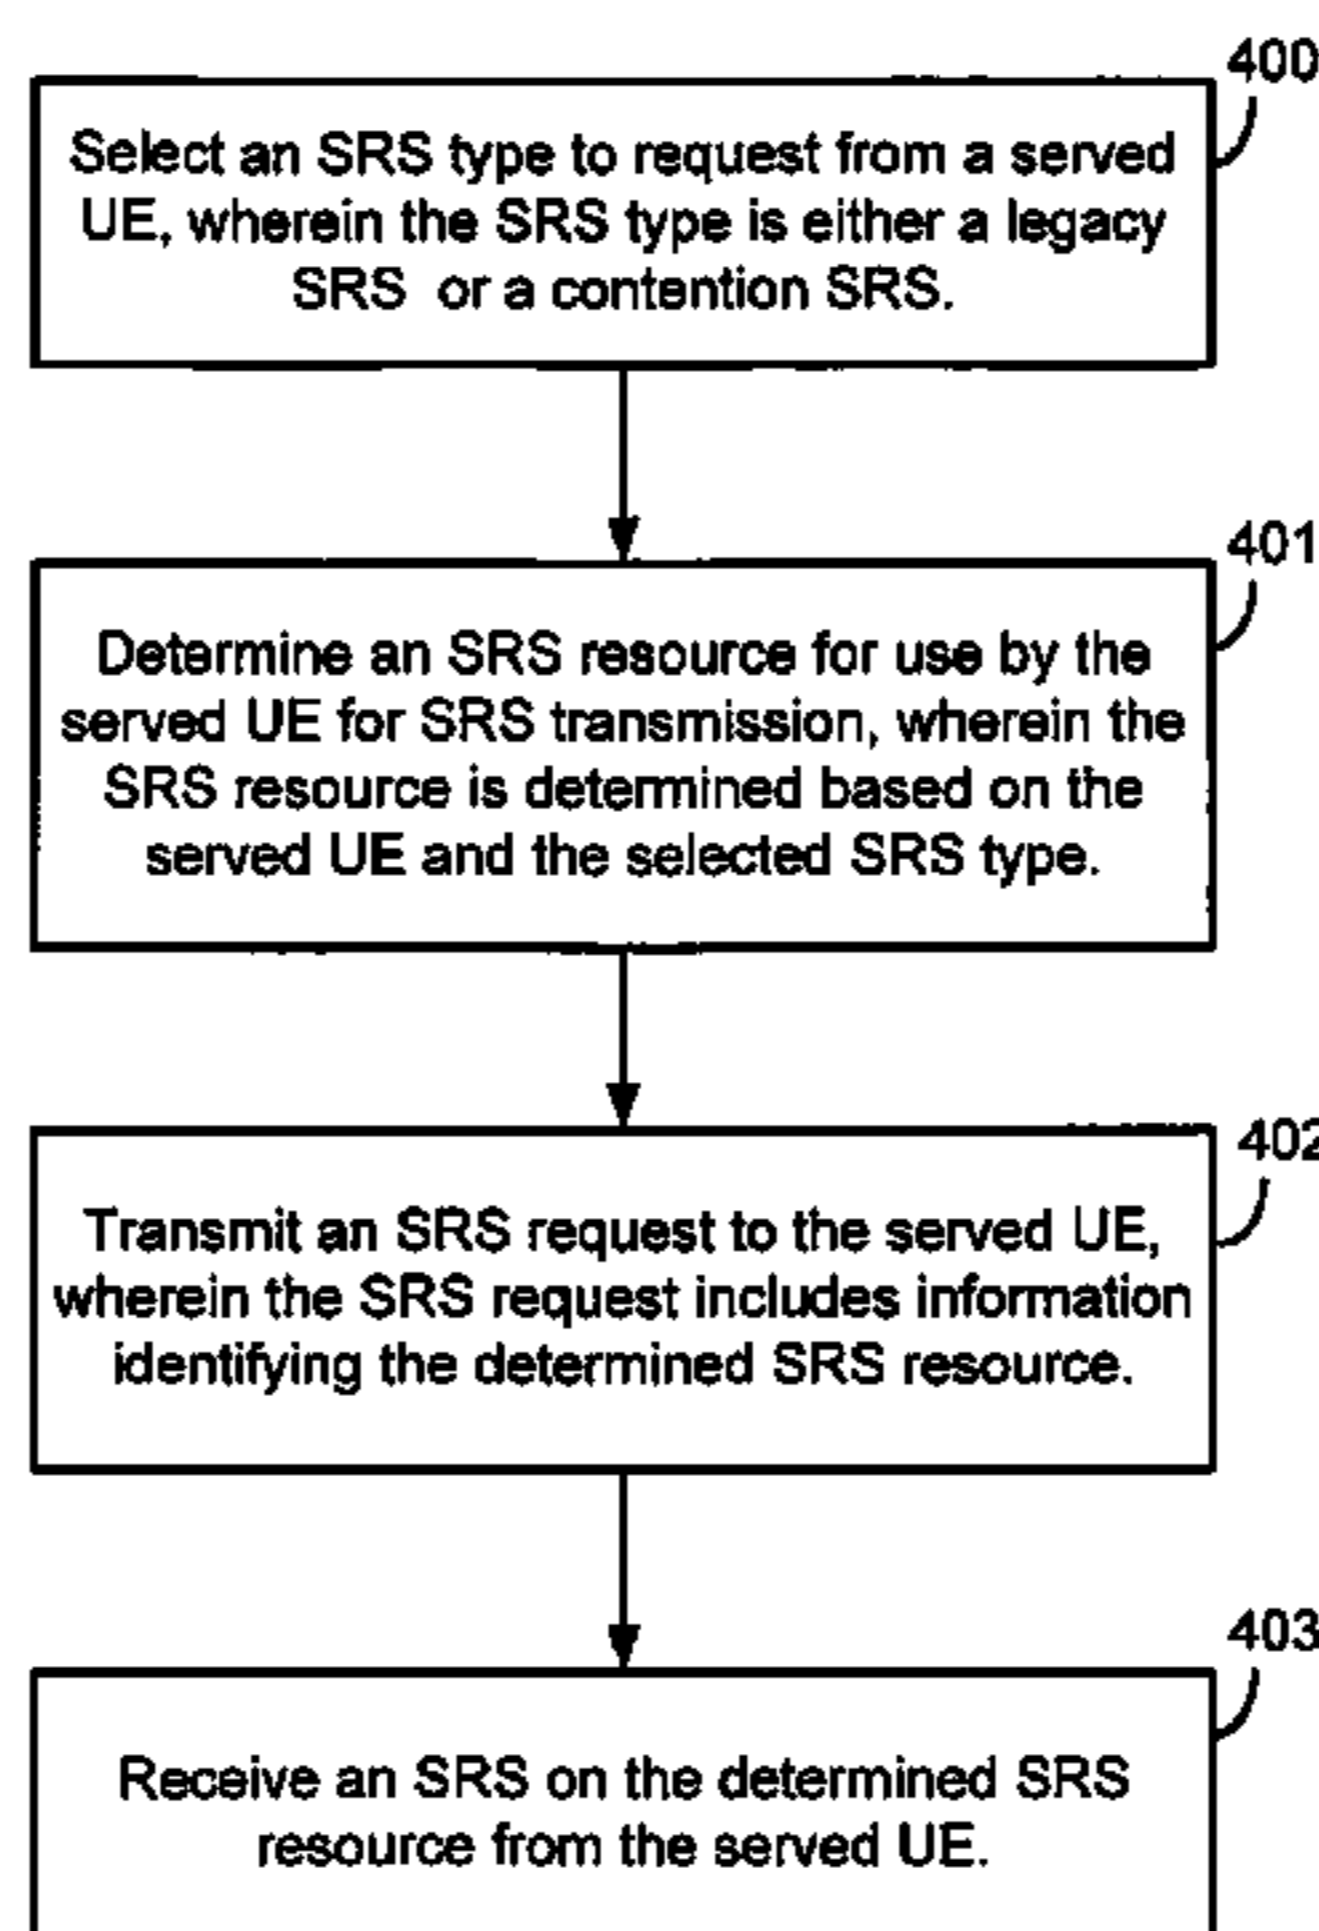 400
Select an SRS type to request from a served
UE, wherein the SRS type is either a legacy
SRS or a contention SRS.
401
Determine an SRS resource for use by the
served UE for SRS transmission, wherein the
SRS resource is determined based on the
served UE and the selected SRS type.
402
Transmit an SRS request to the served UE,
wherein the SRS request includes information
identifying the determined SRS resource.
403
Receive an SRS on the determined SRS
resource from the served UE.